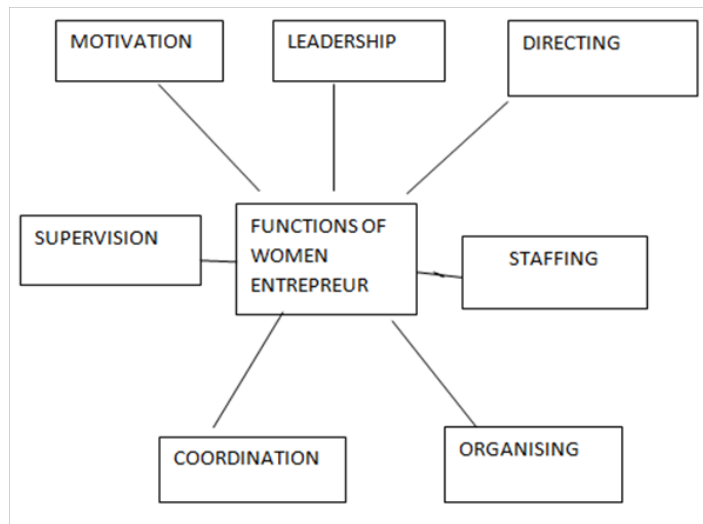 MOTIVATION
LEADERSHIP
DIRECTING
SUPERVISION
FUNCTIONS OF
WOMEN
ENTREPREUR
STAFFING
COORDINATION
ORGANISING